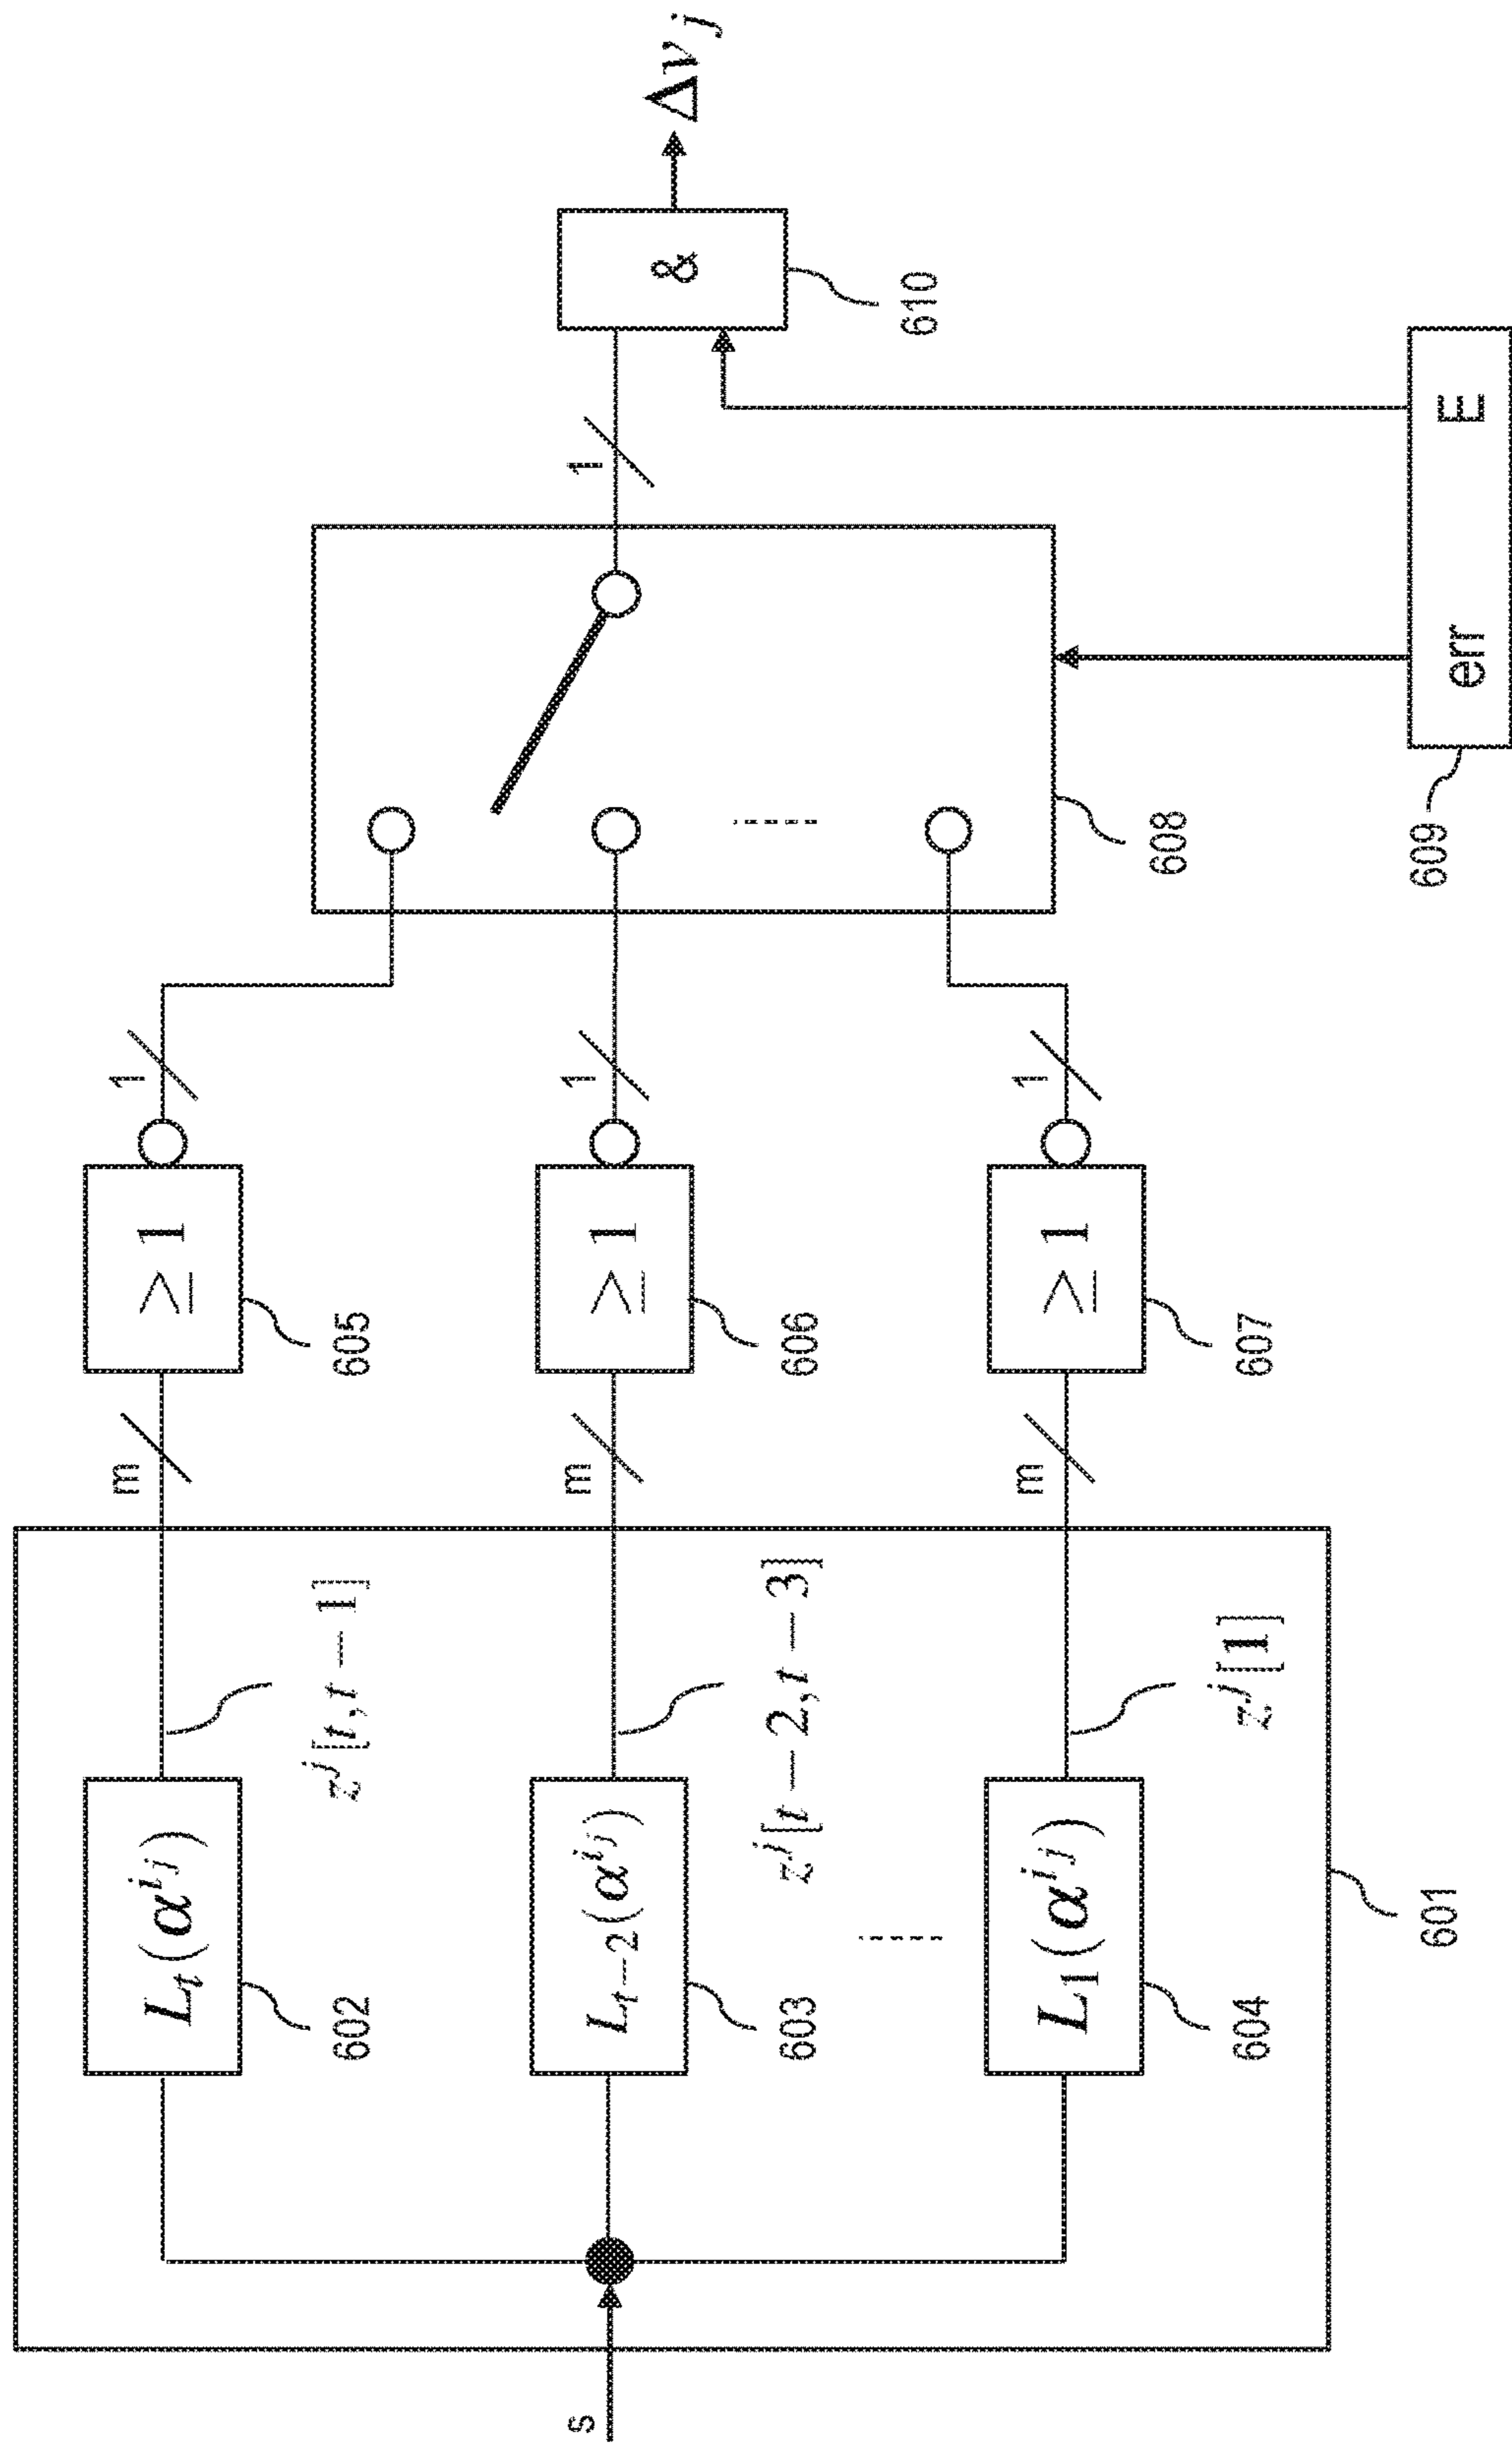 s
L_t(α^{i_j})
602
z^j[t, t − 1]
m
≥ 1
605
1
L_{t−2}(α^{i_j})
603
z^j[t − 2, t − 3]
m
≥ 1
606
1
L_1(α^{i_j})
604
z^j[1]
m
≥ 1
607
1
601
608
1
&
610
Δv_j
err E
609